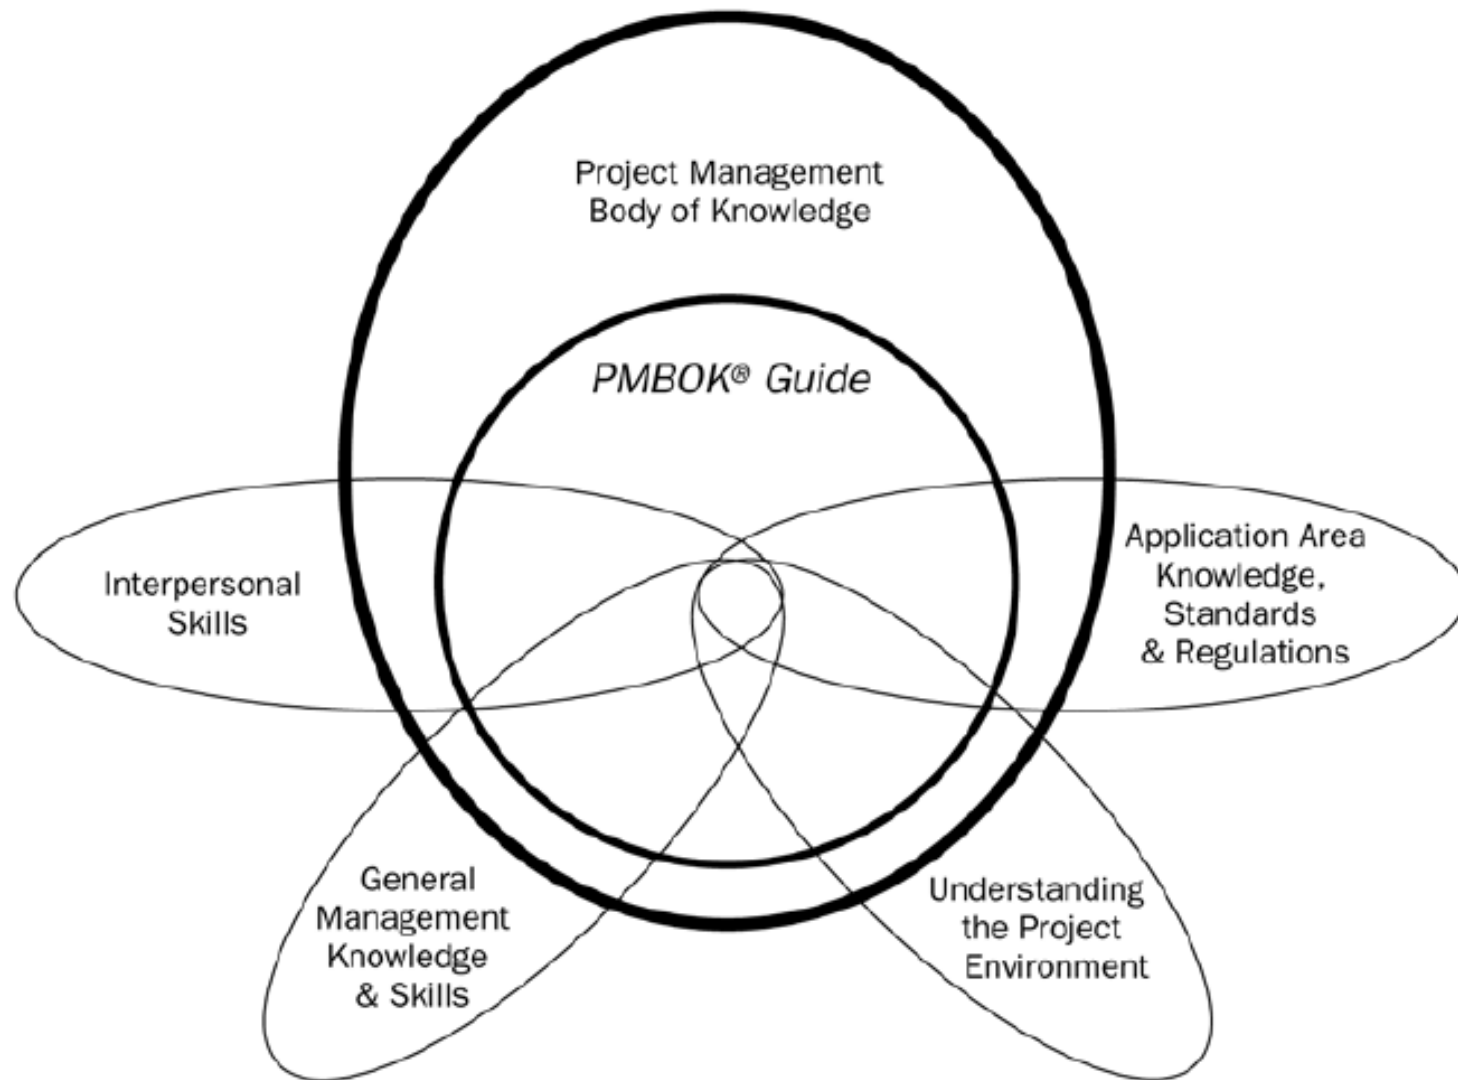 Project Management
Body of Knowledge
PMBOK® Guide
Interpersonal
Skills
Application Area
Knowledge,
Standards
& Regulations
General
Management
Knowledge
& Skills
Understanding
the Project
Environment